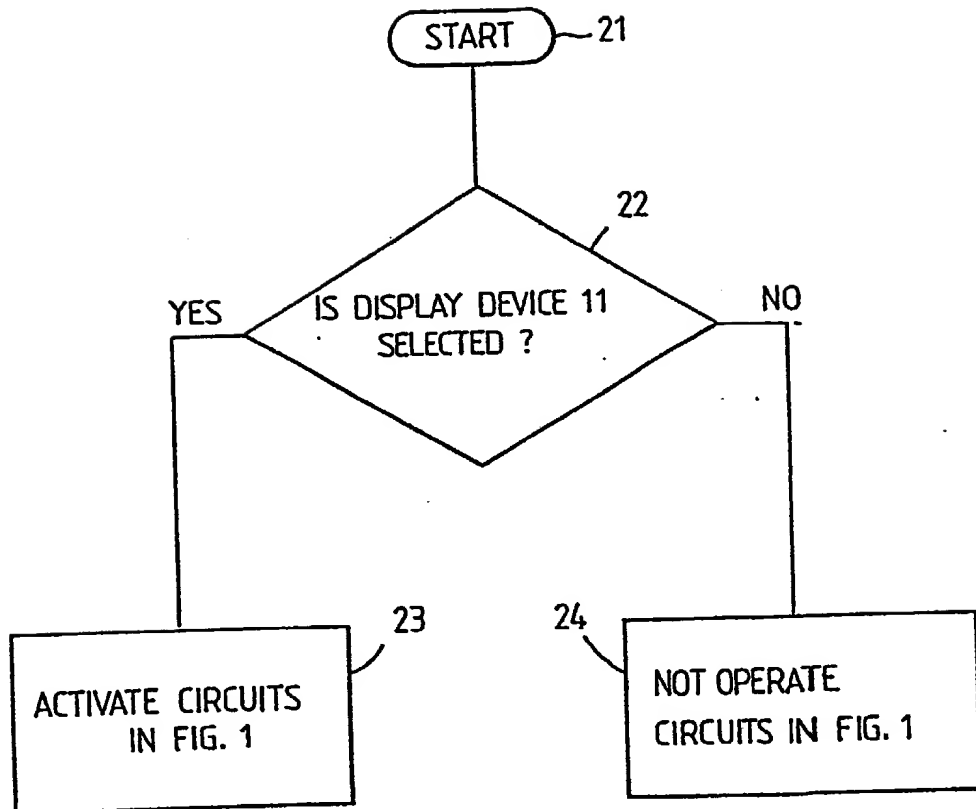 START
21
22
IS DISPLAY DEVICE 11
SELECTED ?
YES
NO
23
ACTIVATE CIRCUITS
IN FIG. 1
24
NOT OPERATE
CIRCUITS IN FIG. 1